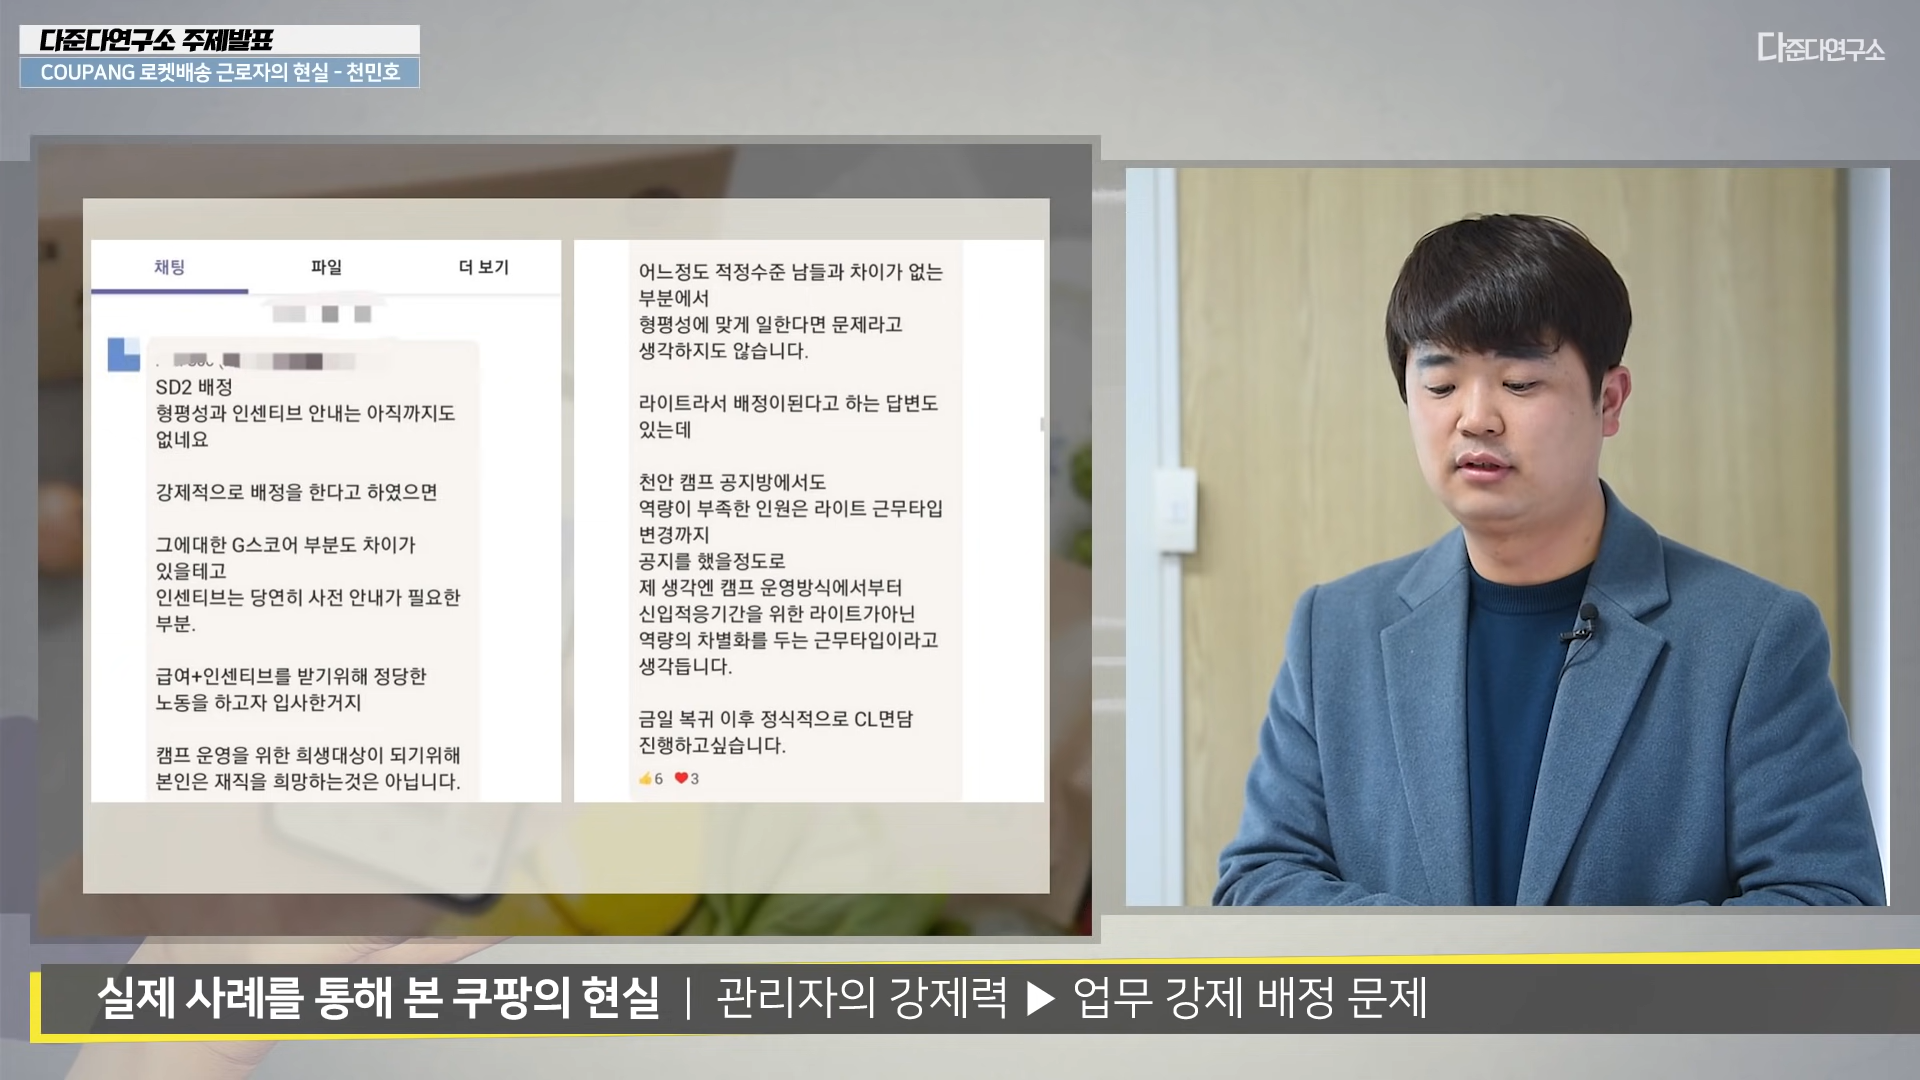 다준다연구소 주제발표
COUPANG 로켓배송 근로자의 현실 - 천민호
다준다연구소
채팅 파일 더 보기
SD2 배정
형평성과 인센티브 안내는 아직까지도
없네요
강제적으로 배정을 한다고 하였으면
그에대한 G스코어 부분도 차이가
있을테고
인센티브는 당연히 사전 안내가 필요한
부분.
급여+인센티브를 받기위해 정당한
노동을 하고자 입사한거지
캠프 운영을 위한 희생대상이 되기위해
본인은 재직을 희망하는것은 아닙니다.
어느정도 적정수준 남들과 차이가 없는
부분에서
형평성에 맞게 일한다면 문제라고
생각하지도 않습니다.
라이트라서 배정이된다고 하는 답변도
있는데
천안 캠프 공지방에서도
역량이 부족한 인원은 라이트 근무타입
변경까지
공지를 했을정도로
제 생각엔 캠프 운영방식에서부터
신입적응기간을 위한 라이트가아닌
역량의 차별화를 두는 근무타입이라고
생각듭니다.
금일 복귀 이후 정식적으로 CL면담
진행하고싶습니다.
👍6 ❤️3
실제 사례를 통해 본 쿠팡의 현실 | 관리자의 강제력 ▶ 업무 강제 배정 문제